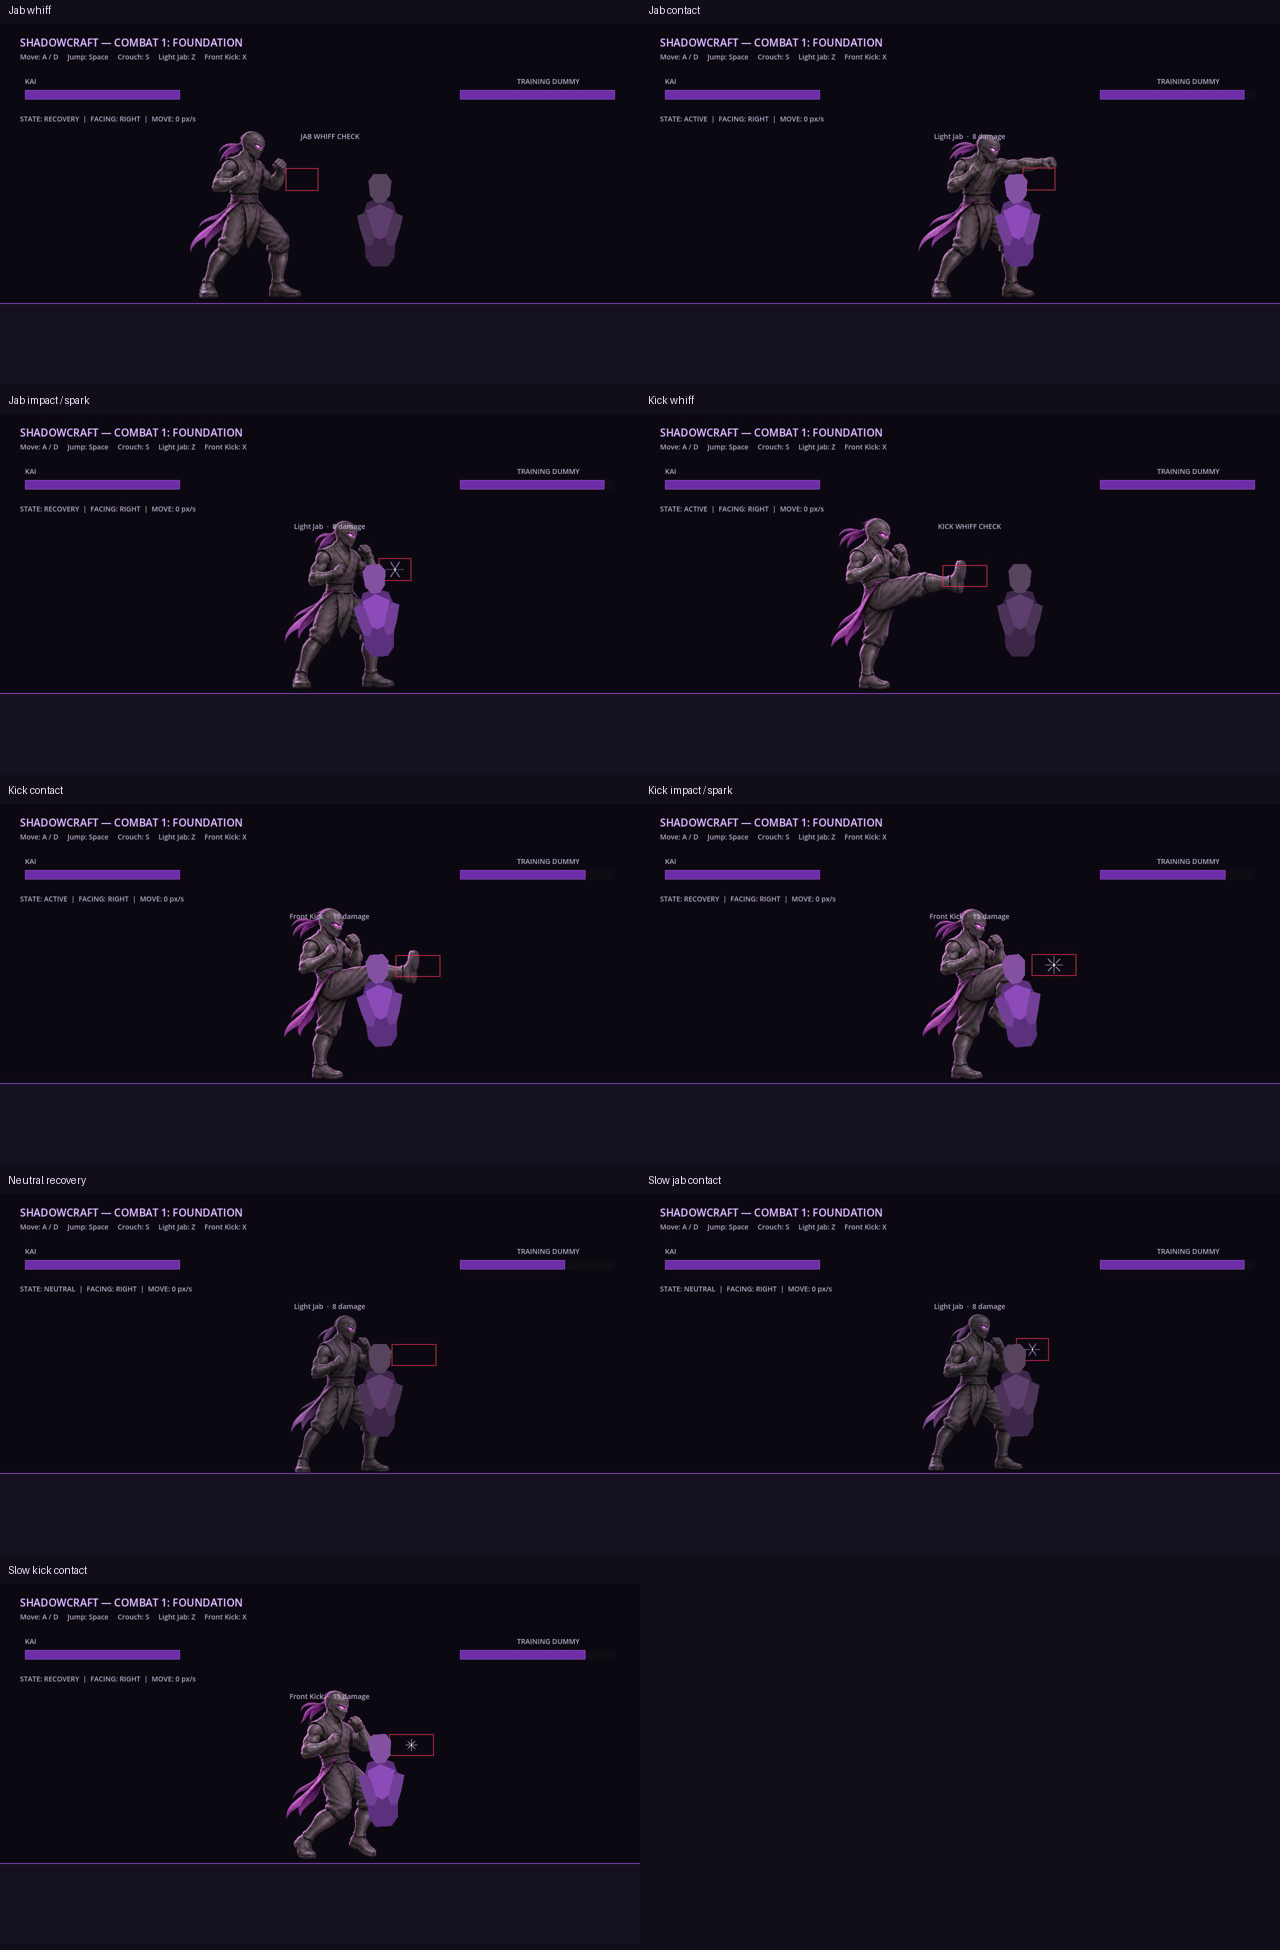 Jab whiff
SHADOWCRAFT — COMBAT 1: FOUNDATION
Move: A / D Jump: Space Crouch: S Light Jab: Z Front Kick: X
KAI
TRAINING DUMMY
STATE: RECOVERY | FACING: RIGHT | MOVE: 0 px/s
JAB WHIFF CHECK
Jab contact
SHADOWCRAFT — COMBAT 1: FOUNDATION
Move: A / D Jump: Space Crouch: S Light Jab: Z Front Kick: X
KAI
TRAINING DUMMY
STATE: ACTIVE | FACING: RIGHT | MOVE: 0 px/s
Light Jab · 8 damage
Jab impact / spark
SHADOWCRAFT — COMBAT 1: FOUNDATION
Move: A / D Jump: Space Crouch: S Light Jab: Z Front Kick: X
KAI
TRAINING DUMMY
STATE: RECOVERY | FACING: RIGHT | MOVE: 0 px/s
Light Jab · 8 damage
Kick whiff
SHADOWCRAFT — COMBAT 1: FOUNDATION
Move: A / D Jump: Space Crouch: S Light Jab: Z Front Kick: X
KAI
TRAINING DUMMY
STATE: ACTIVE | FACING: RIGHT | MOVE: 0 px/s
KICK WHIFF CHECK
Kick contact
SHADOWCRAFT — COMBAT 1: FOUNDATION
Move: A / D Jump: Space Crouch: S Light Jab: Z Front Kick: X
KAI
TRAINING DUMMY
STATE: ACTIVE | FACING: RIGHT | MOVE: 0 px/s
Front Kick · 15 damage
Kick impact / spark
SHADOWCRAFT — COMBAT 1: FOUNDATION
Move: A / D Jump: Space Crouch: S Light Jab: Z Front Kick: X
KAI
TRAINING DUMMY
STATE: RECOVERY | FACING: RIGHT | MOVE: 0 px/s
Front Kick · 15 damage
Neutral recovery
SHADOWCRAFT — COMBAT 1: FOUNDATION
Move: A / D Jump: Space Crouch: S Light Jab: Z Front Kick: X
KAI
TRAINING DUMMY
STATE: NEUTRAL | FACING: RIGHT | MOVE: 0 px/s
Light Jab · 8 damage
Slow jab contact
SHADOWCRAFT — COMBAT 1: FOUNDATION
Move: A / D Jump: Space Crouch: S Light Jab: Z Front Kick: X
KAI
TRAINING DUMMY
STATE: NEUTRAL | FACING: RIGHT | MOVE: 0 px/s
Light Jab · 8 damage
Slow kick contact
SHADOWCRAFT — COMBAT 1: FOUNDATION
Move: A / D Jump: Space Crouch: S Light Jab: Z Front Kick: X
KAI
TRAINING DUMMY
STATE: RECOVERY | FACING: RIGHT | MOVE: 0 px/s
Front Kick · 15 damage